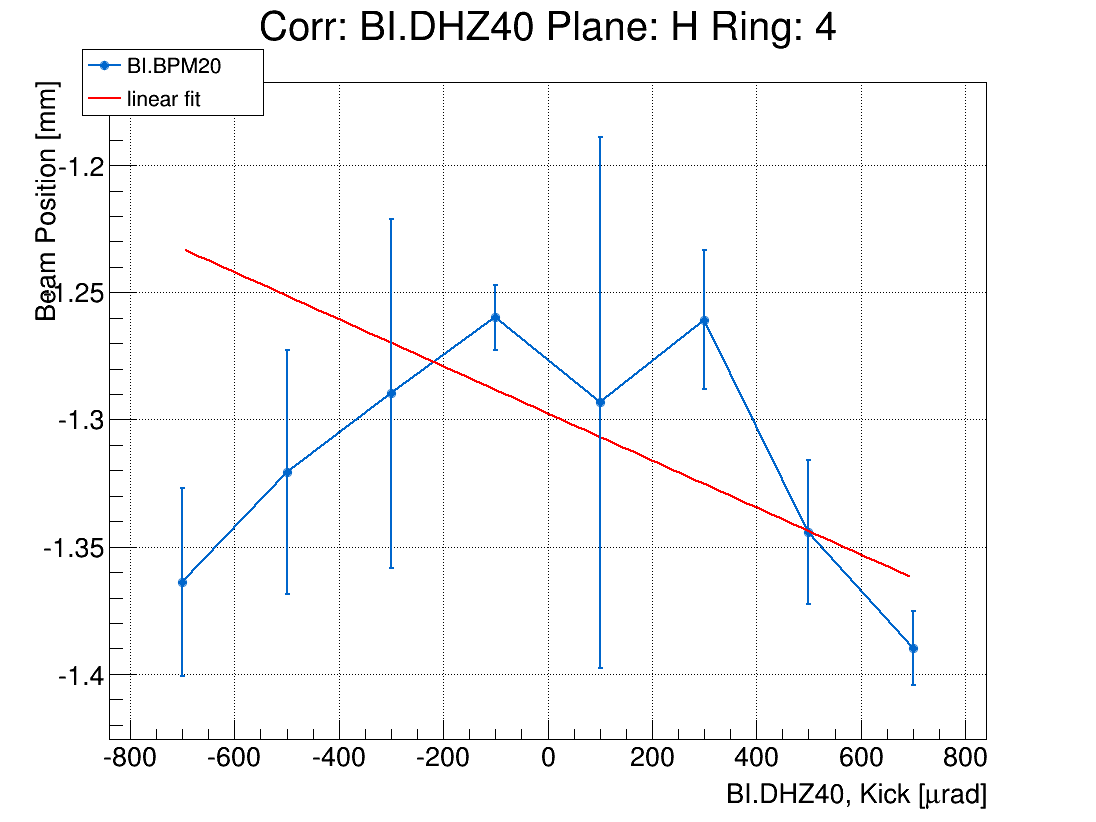 Corr: BI.DHZ40 Plane: H Ring: 4
BI.BPM20
linear fit
Beam Position [mm]
-1.2
-1.25
-1.3
-1.35
-1.4
-800 -600 -400 -200 0 200 400 600 800
BI.DHZ40, Kick [μrad]